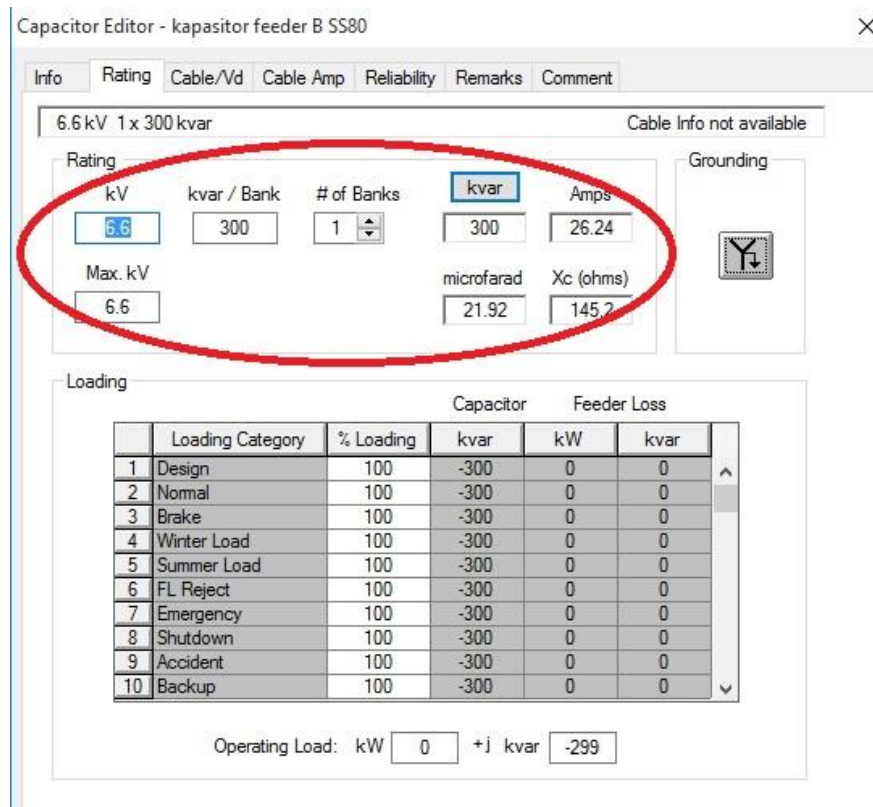 Capacitor Editor - kapasitor feeder B SS80
Info Rating Cable/Vd Cable Amp Reliability Remarks Comment
6.6 kV 1 x 300 kvar Cable Info not available
Rating Grounding
kV kvar / Bank # of Banks kvar Amps
6.6 300 1 300 26.24
Max. kV microfarad Xc (ohms)
6.6 21.92 145.2
Loading
Capacitor Feeder Loss
Loading Category % Loading kvar kW kvar
1 Design 100 -300 0 0
2 Normal 100 -300 0 0
3 Brake 100 -300 0 0
4 Winter Load 100 -300 0 0
5 Summer Load 100 -300 0 0
6 FL Reject 100 -300 0 0
7 Emergency 100 -300 0 0
8 Shutdown 100 -300 0 0
9 Accident 100 -300 0 0
10 Backup 100 -300 0 0
Operating Load: kW 0 +j kvar -299